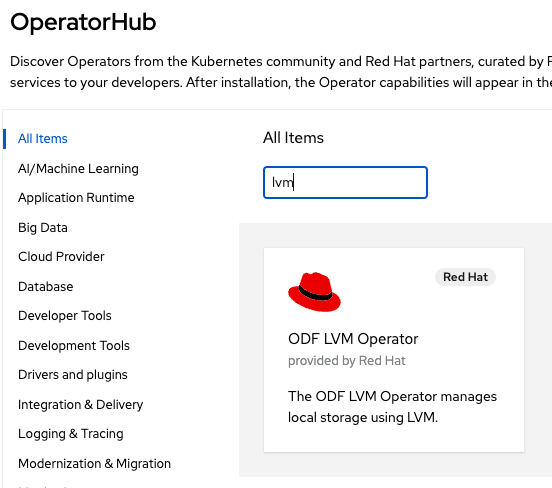 OperatorHub
Discover Operators from the Kubernetes community and Red Hat partners, curated by
services to your developers. After installation, the Operator capabilities will appear in the
All Items
AI/Machine Learning
Application Runtime
Big Data
Cloud Provider
Database
Developer Tools
Development Tools
Drivers and plugins
Integration & Delivery
Logging & Tracing
Modernization & Migration
All Items
lvm
Red Hat
ODF LVM Operator
provided by Red Hat
The ODF LVM Operator manages
local storage using LVM.